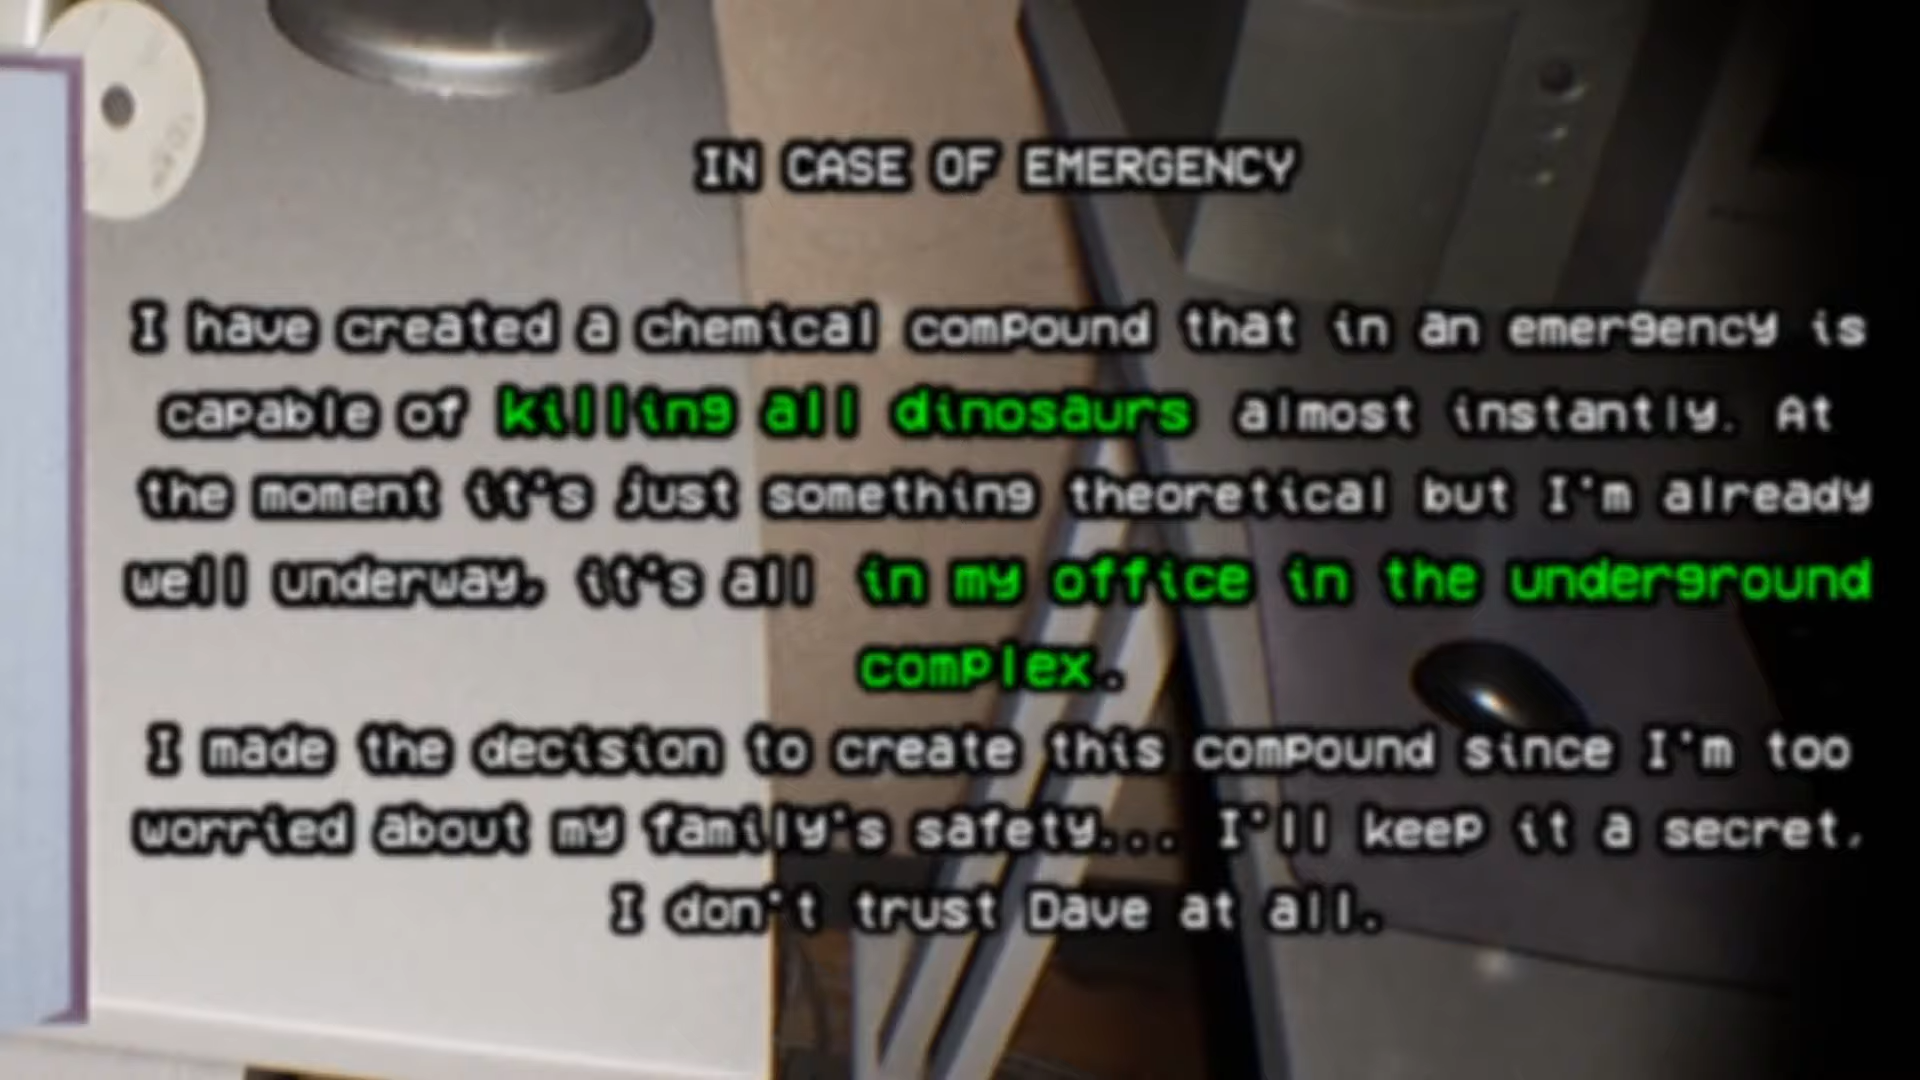 IN CASE OF EMERGENCY
I have created a chemical compound that in an emergency is
capable of killing all dinosaurs almost instantly. At
the moment it's just something theoretical but I'm already
well underway, it's all in my office in the underground
complex.
I made the decision to create this compound since I'm too
worried about my family's safety... I'll keep it a secret,
I don't trust Dave at all.